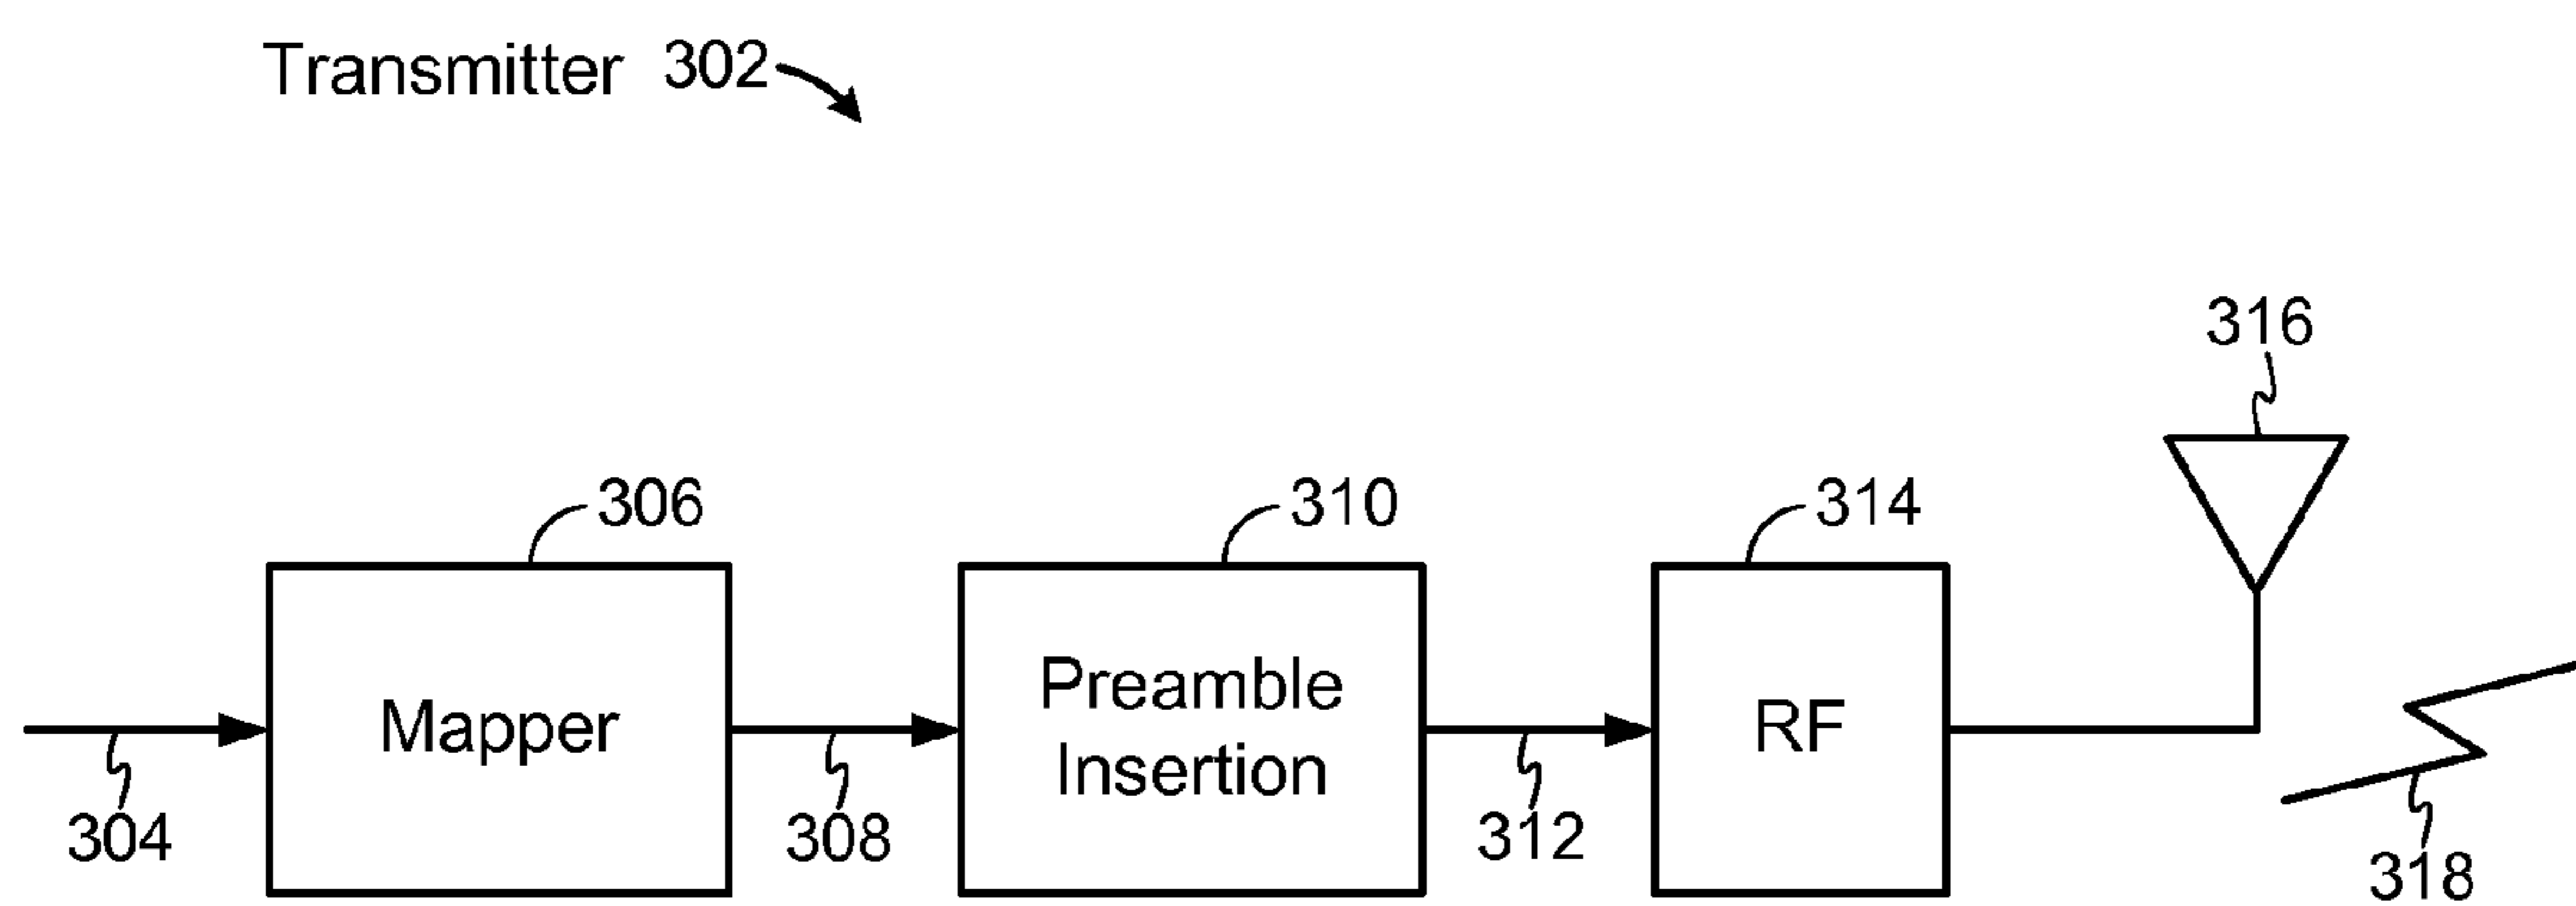 Transmitter 302
316
306
310
314
Mapper
Preamble
Insertion
RF
304
308
312
318